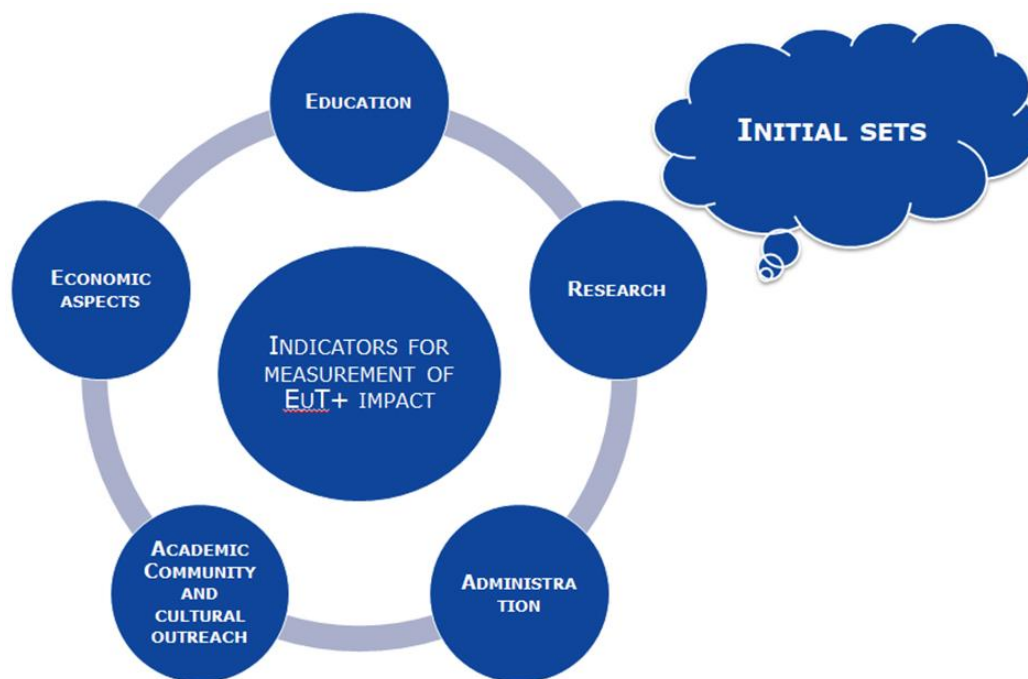 Education
Initial sets
Economic
aspects
Research
Indicators for
measurement of
EuT+ impact
Academic
Community
and
cultural
outreach
Administra
tion